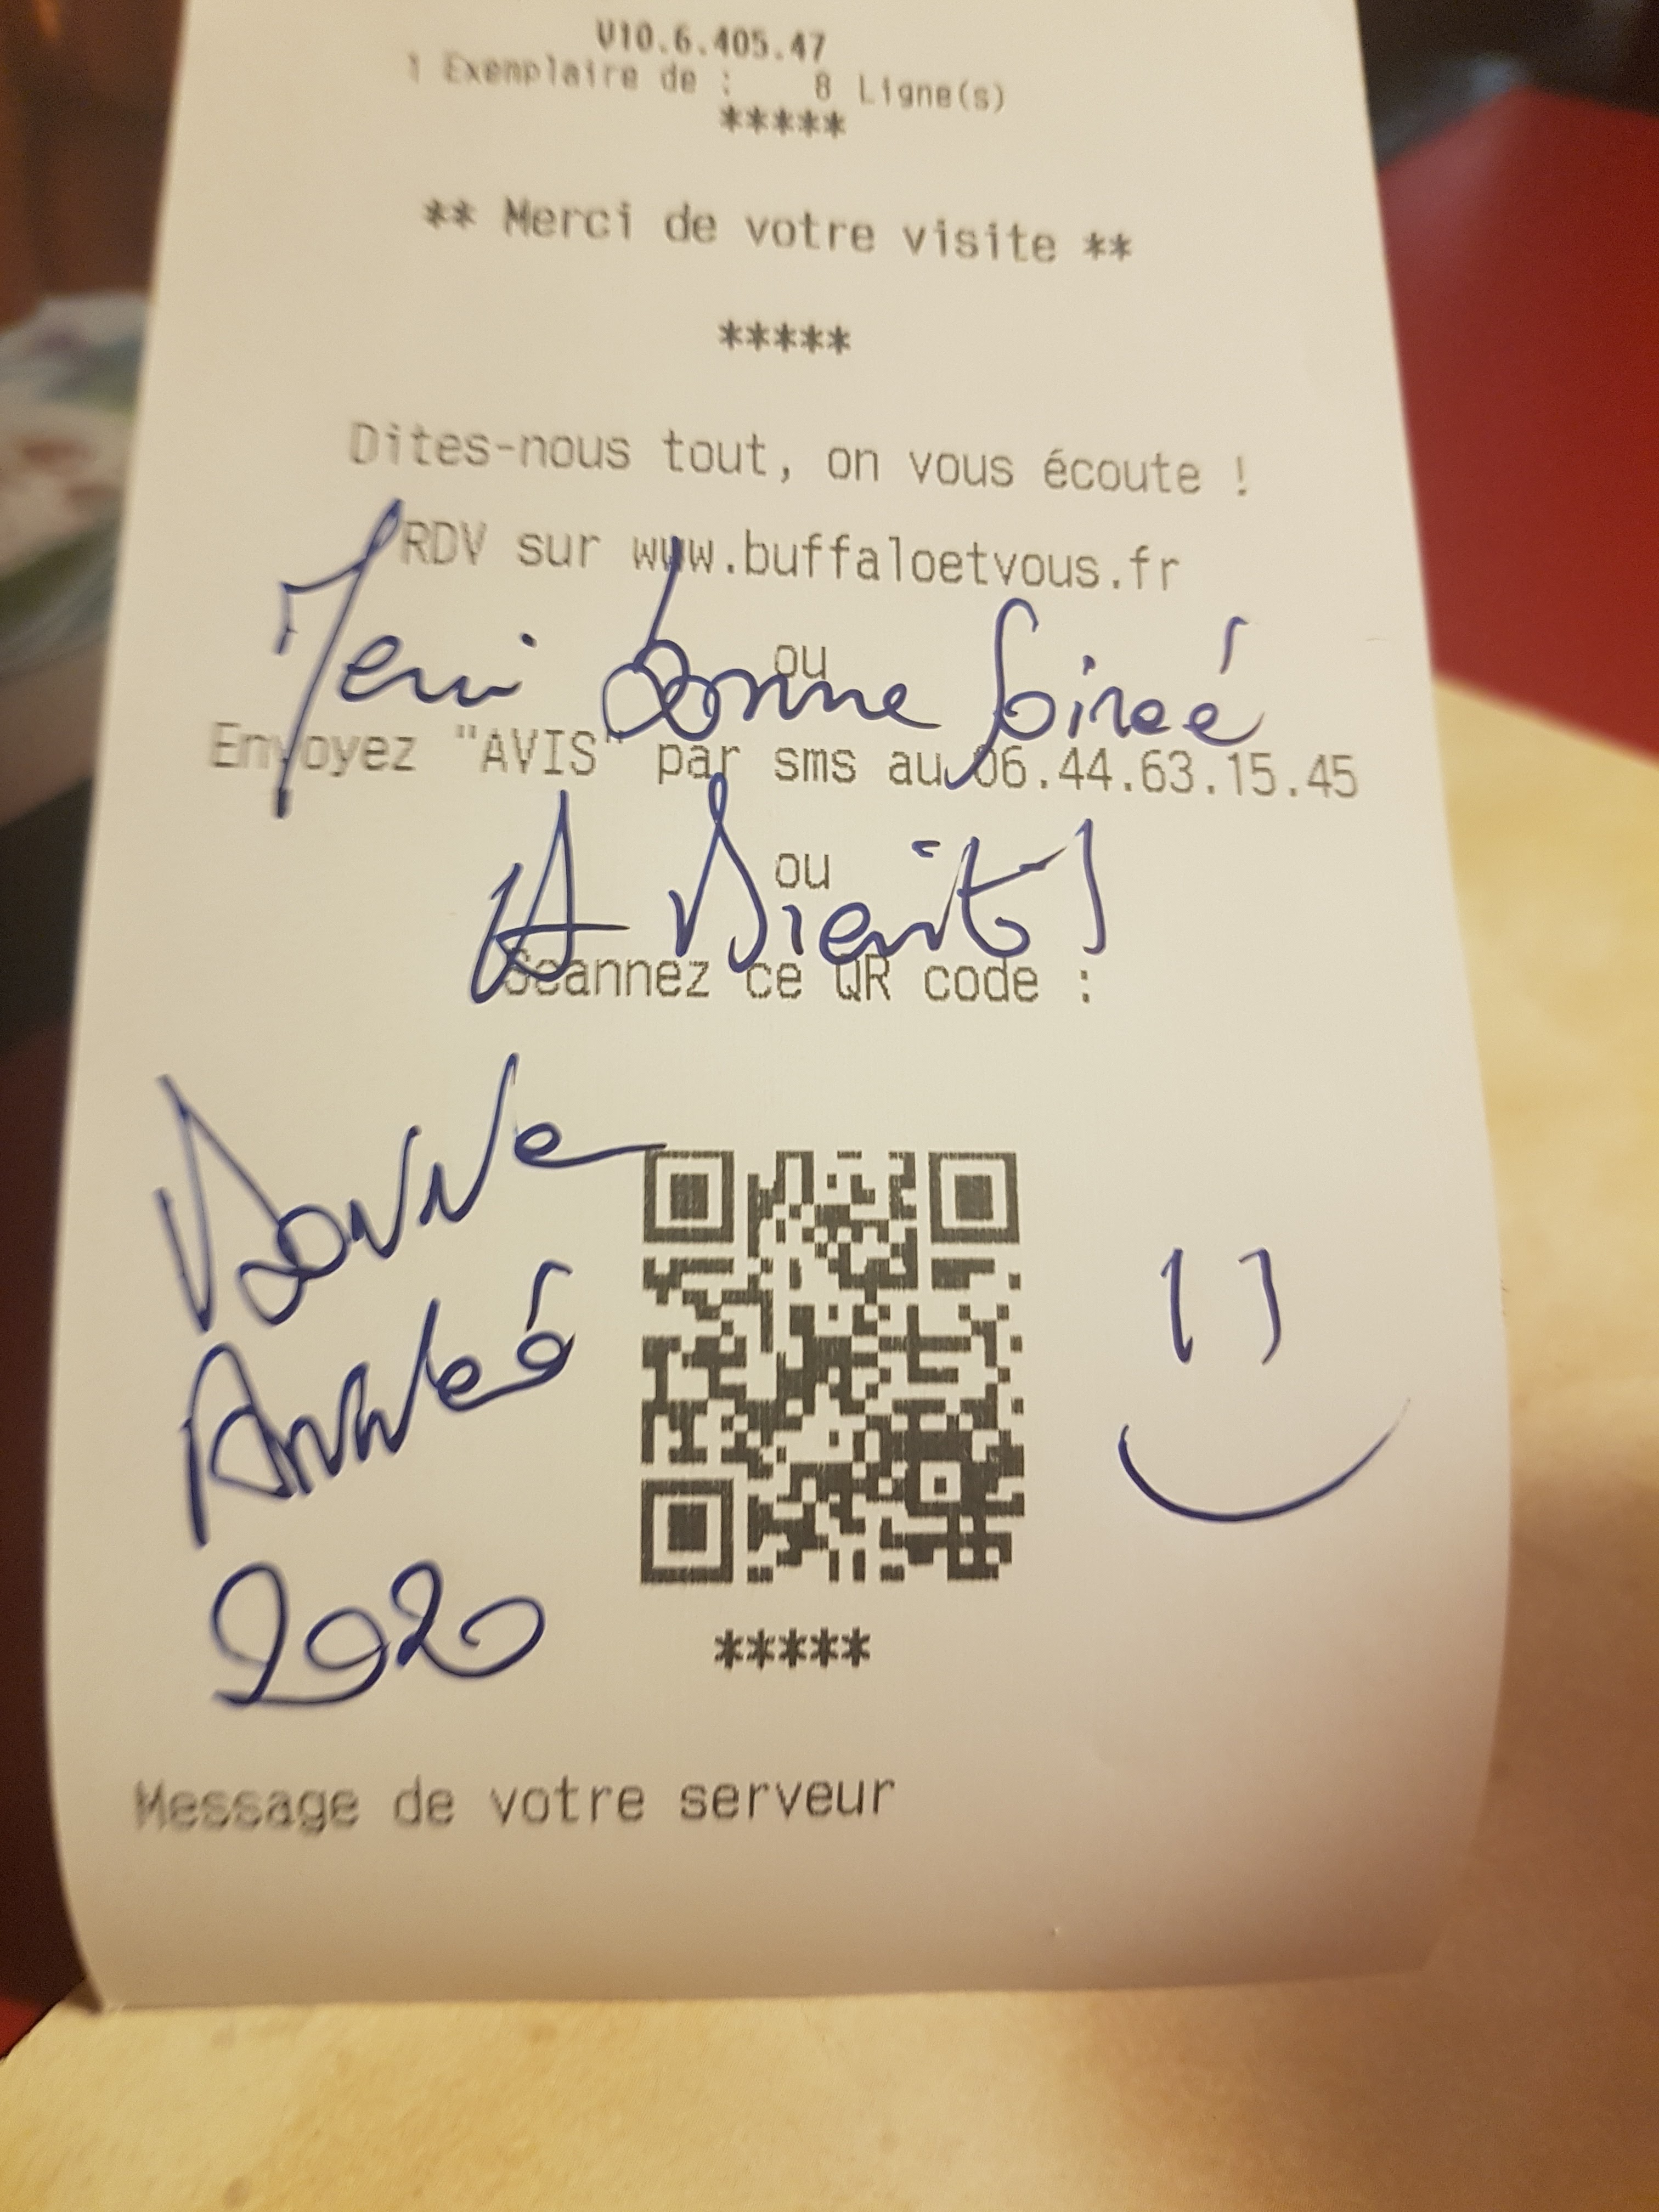 V10.6.405.47
1 Exemplaire de : 8 Ligne(s)
*****
** Merci de votre visite **
*****
Dites-nous tout, on vous écoute !
RDV sur www.buffaloetvous.fr
Merci bonne Soireé
ou
Envoyez "AVIS" par sms au 06.44.63.15.45
A Bientôt !
ou
Scannez ce QR code :
Bonne
Anneé
2020
*****
Message de votre serveur